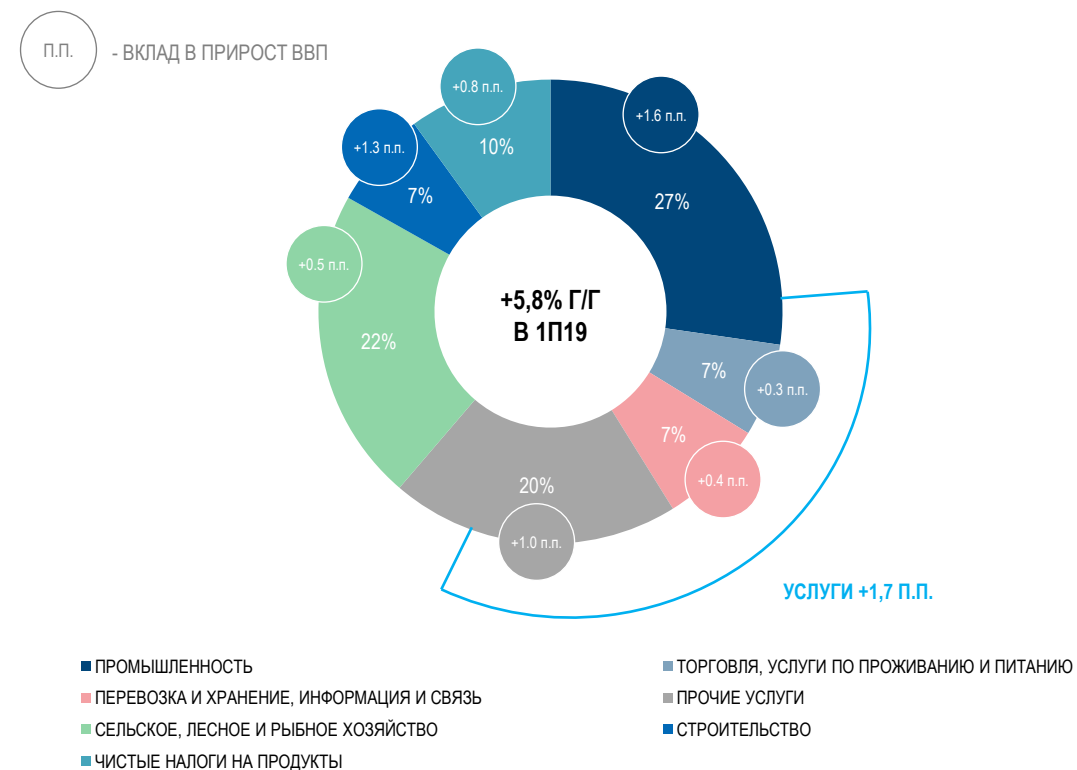 П.П.
- ВКЛАД В ПРИРОСТ ВВП
+0.8 п.п.
+1.6 п.п.
+1.3 п.п.
10%
7%
27%
+0.5 п.п.
+5,8% Г/Г
В 1П19
22%
7%
+0.3 п.п.
7%
+0.4 п.п.
20%
+1.0 п.п.
УСЛУГИ +1,7 П.П.
ПРОМЫШЛЕННОСТЬ
ТОРГОВЛЯ, УСЛУГИ ПО ПРОЖИВАНИЮ И ПИТАНИЮ
ПЕРЕВОЗКА И ХРАНЕНИЕ, ИНФОРМАЦИЯ И СВЯЗЬ
ПРОЧИЕ УСЛУГИ
СЕЛЬСКОЕ, ЛЕСНОЕ И РЫБНОЕ ХОЗЯЙСТВО
СТРОИТЕЛЬСТВО
ЧИСТЫЕ НАЛОГИ НА ПРОДУКТЫ